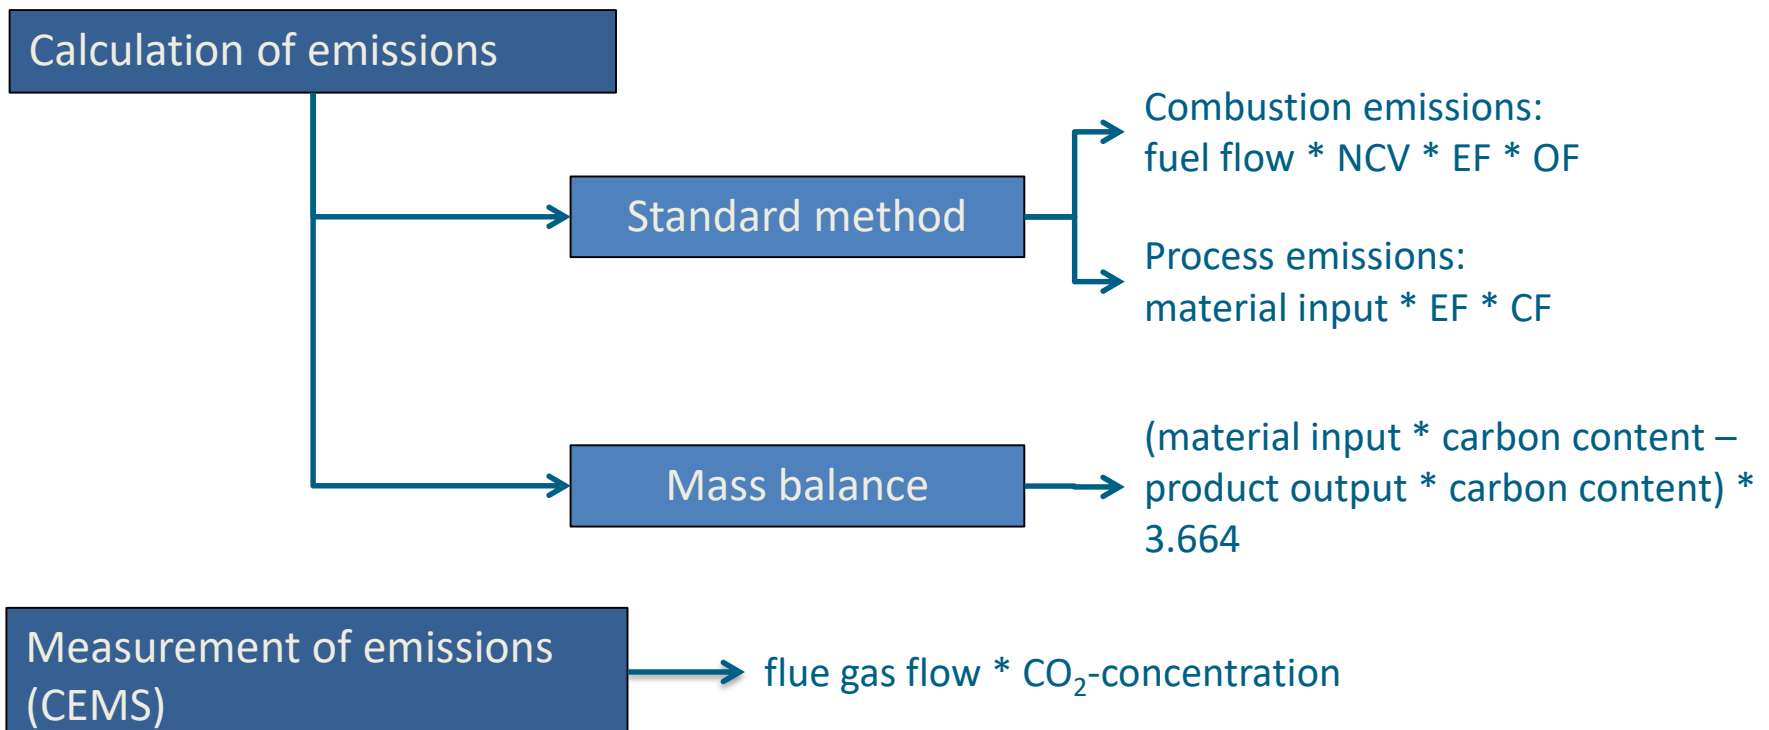 Calculation of emissions
Combustion emissions:
fuel flow * NCV * EF * OF
Standard method
Process emissions:
material input * EF * CF
(material input * carbon content –
Mass balance
product output * carbon content) *
3.664
Measurement of emissions
(CEMS)
flue gas flow * CO₂-concentration